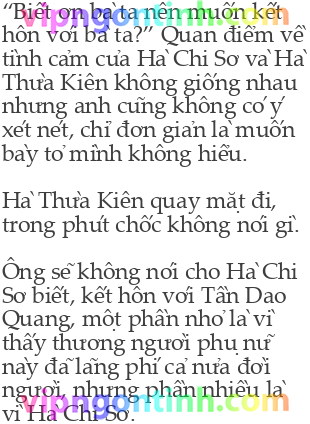 “Biết ơn bà ta nên muốn kết
hôn với bà ta?” Quan điểm về
tình cảm của Hà Chi Sơ và Hà
Thừa Kiên không giống nhau
nhưng anh cũng không có ý
xét nét, chỉ đơn giản là muốn
bày tỏ mình không hiểu.
Hà Thừa Kiên quay mặt đi,
trong phút chốc không nói gì.
Ông sẽ không nói cho Hà Chi
Sơ biết, kết hôn với Tần Dao
Quang, một phần nhỏ là vì
thấy thương người phụ nữ
này đã lãng phí cả nửa đời
người, nhưng phần nhiều là
vì Hà Chi Sơ.
vipngontinh.com
vipngontinh.com